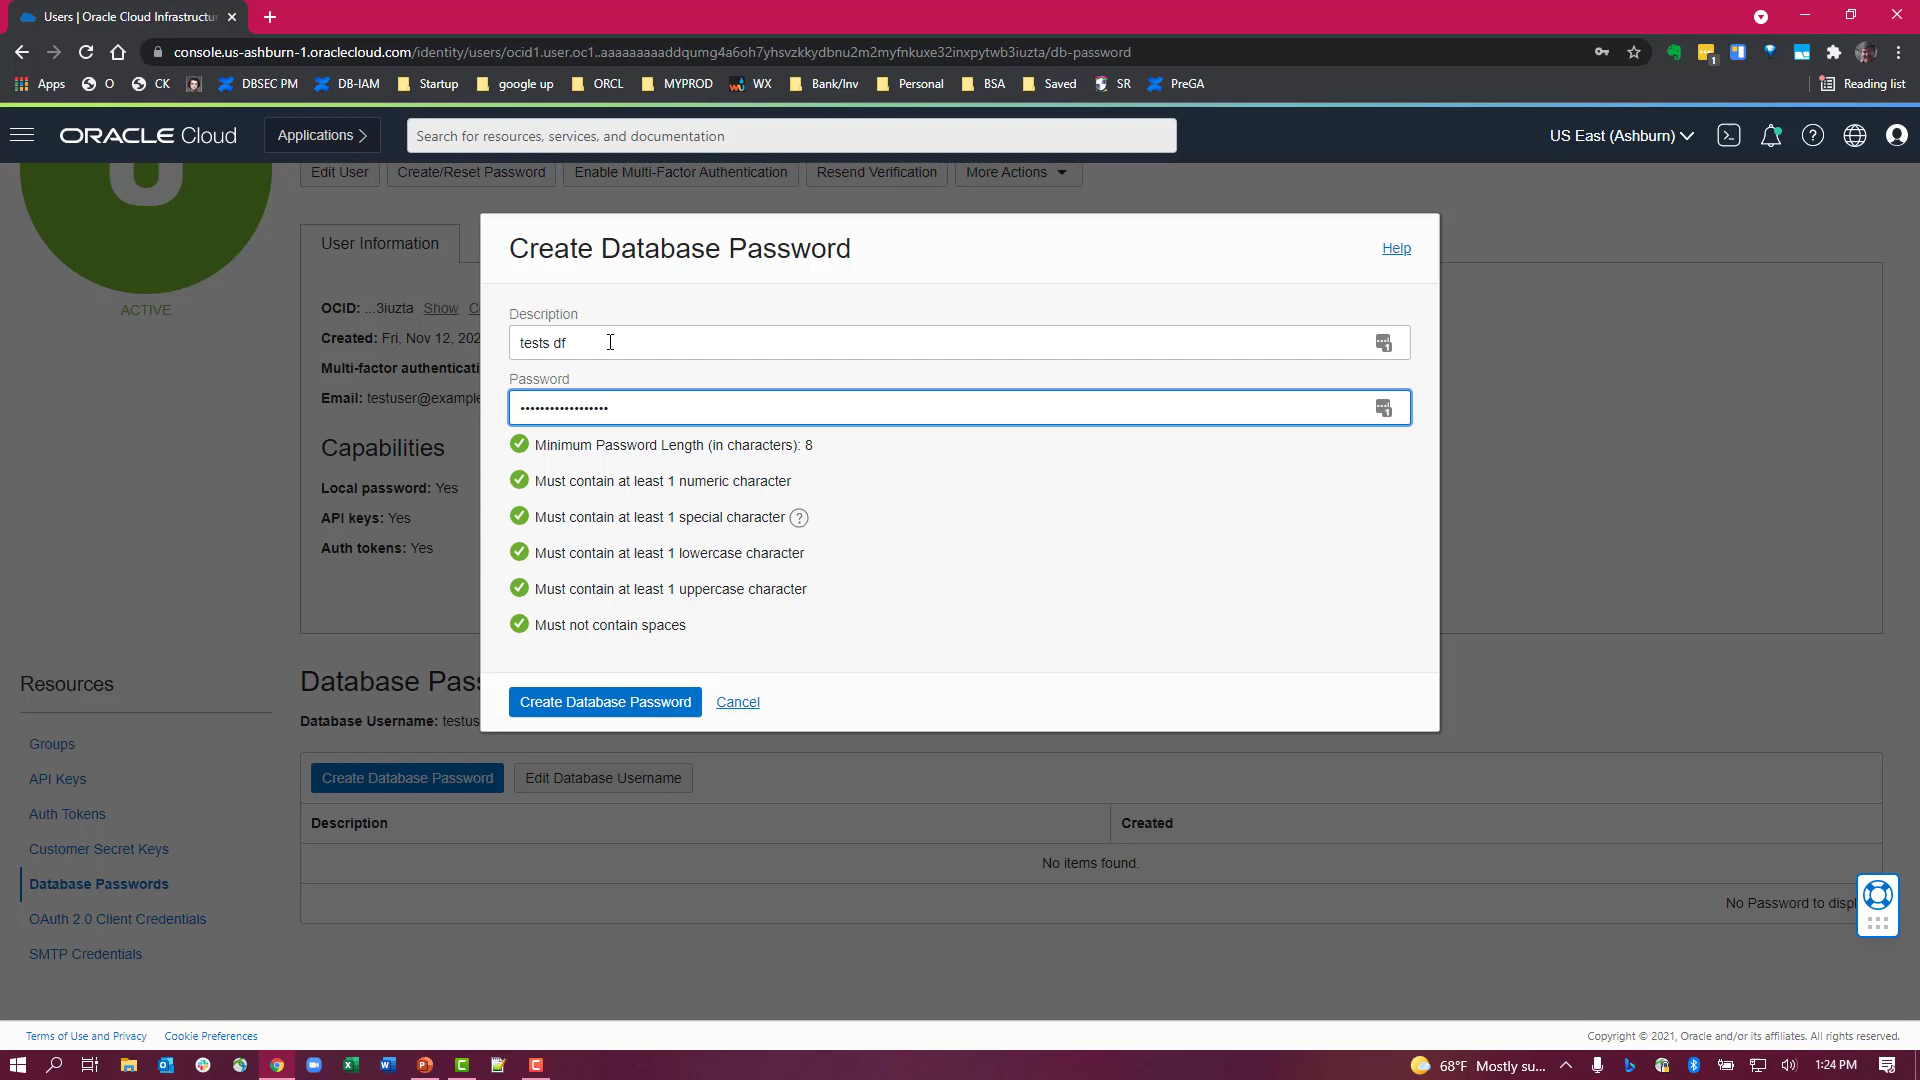 Users | Oracle Cloud Infrastructur
console.us-ashburn-1.oraclecloud.com/identity/users/ocid1.user.oc1..aaaaaaaaaddqumg4a6oh7yhsvzkkydbnu2m2myfnkuxe32inxpytwb3iuzta/db-password
Apps O CK DBSEC PM DB-IAM Startup google up ORCL MYPROD WX Bank/Inv Personal BSA Saved SR PreGA Reading list
ORACLE Cloud Applications Search for resources, services, and documentation US East (Ashburn)
Edit User Create/Reset Password Enable Multi-Factor Authentication Resend Verification More Actions
ACTIVE
User Information
OCID: ...3iuzta Show C
Created: Fri, Nov 12, 202
Multi-factor authenticati
Email: testuser@example
Capabilities
Local password: Yes
API keys: Yes
Auth tokens: Yes
Create Database Password
Help
Description
tests df
Password
••••••••••••••••••
Minimum Password Length (in characters): 8
Must contain at least 1 numeric character
Must contain at least 1 special character ?
Must contain at least 1 lowercase character
Must contain at least 1 uppercase character
Must not contain spaces
Create Database Password Cancel
Resources
Groups
API Keys
Auth Tokens
Customer Secret Keys
Database Passwords
OAuth 2.0 Client Credentials
SMTP Credentials
Database Pas
Database Username: testus
Create Database Password Edit Database Username
Description Created
No items found.
No Password to displ
Terms of Use and Privacy Cookie Preferences
Copyright © 2021, Oracle and/or its affiliates. All rights reserved.
68°F Mostly su... 1:24 PM